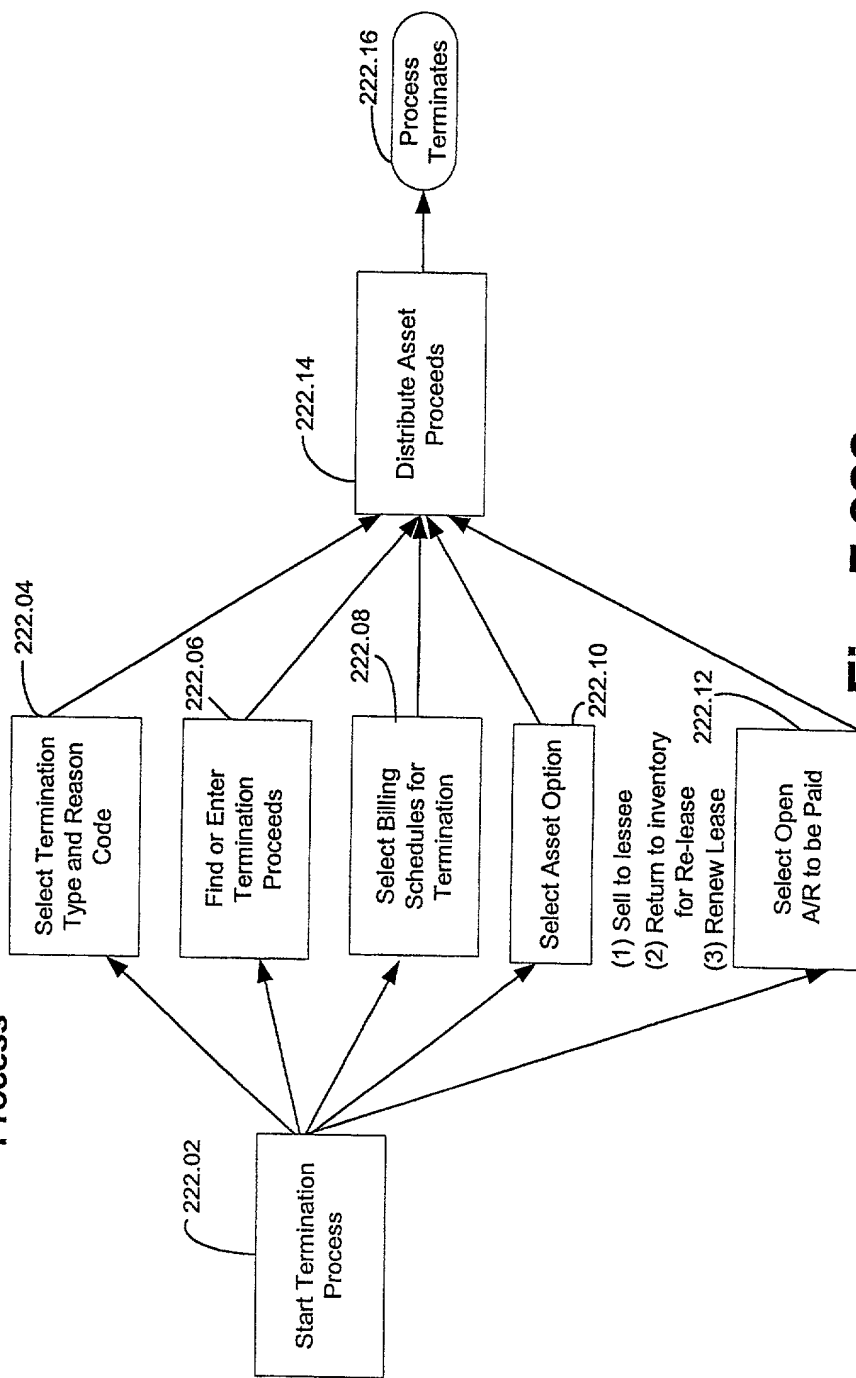 Process
222.02
Start Termination
Process
222.04
Select Termination
Type and Reason
Code
222.06
Find or Enter
Termination
Proceeds
222.08
Select Billing
Schedules for
Termination
222.10
Select Asset Option
(1) Sell to lessee
(2) Return to inventory
for Re-lease
(3) Renew Lease
222.12
Select Open
A/R to be Paid
222.14
Distribute Asset
Proceeds
222.16
Process
Terminates